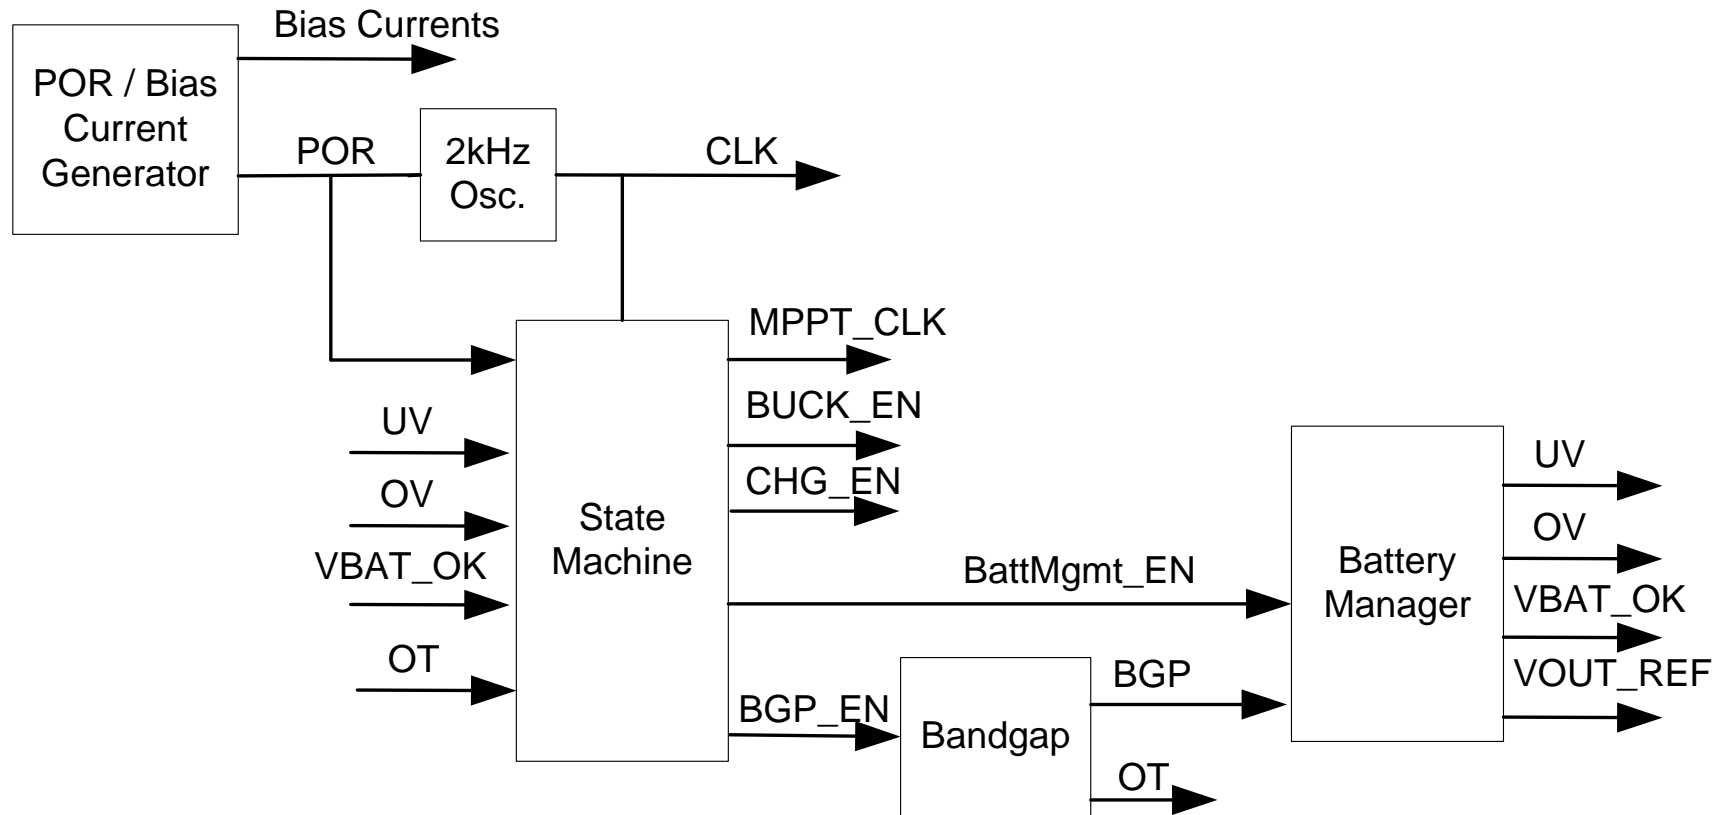 Bias Currents
POR / Bias
Current
Generator
POR
2kHz
Osc.
CLK
MPPT_CLK
BUCK_EN
CHG_EN
UV
OV
VBAT_OK
OT
State
Machine
BattMgmt_EN
BGP_EN
Bandgap
BGP
OT
Battery
Manager
UV
OV
VBAT_OK
VOUT_REF